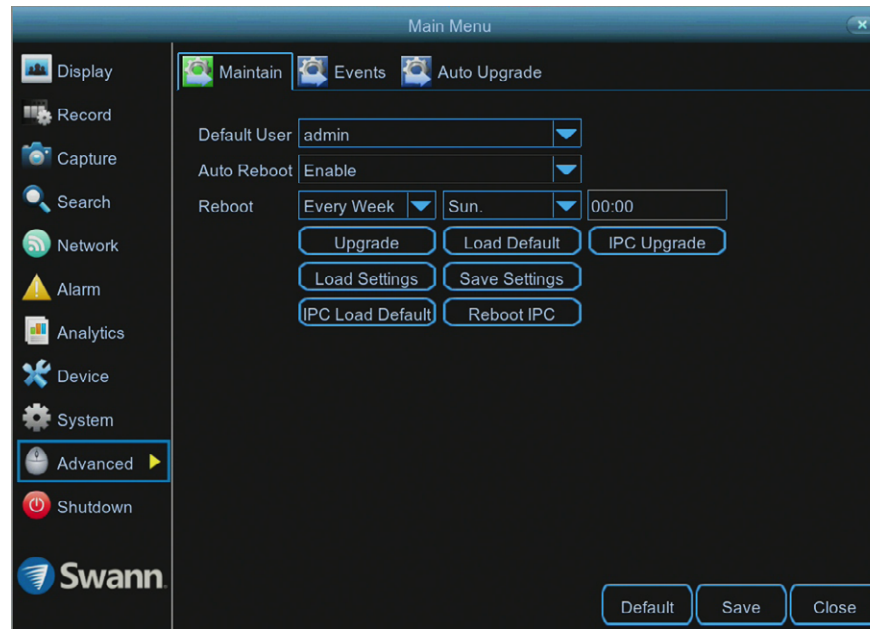 Main Menu
Display
Record
Capture
Search
Network
Alarm
Analytics
Device
System
Advanced
Shutdown
Swann
Maintain Events Auto Upgrade
Default User admin
Auto Reboot Enable
Reboot Every Week Sun. 00:00
Upgrade Load Default IPC Upgrade
Load Settings Save Settings
IPC Load Default Reboot IPC
Default Save Close